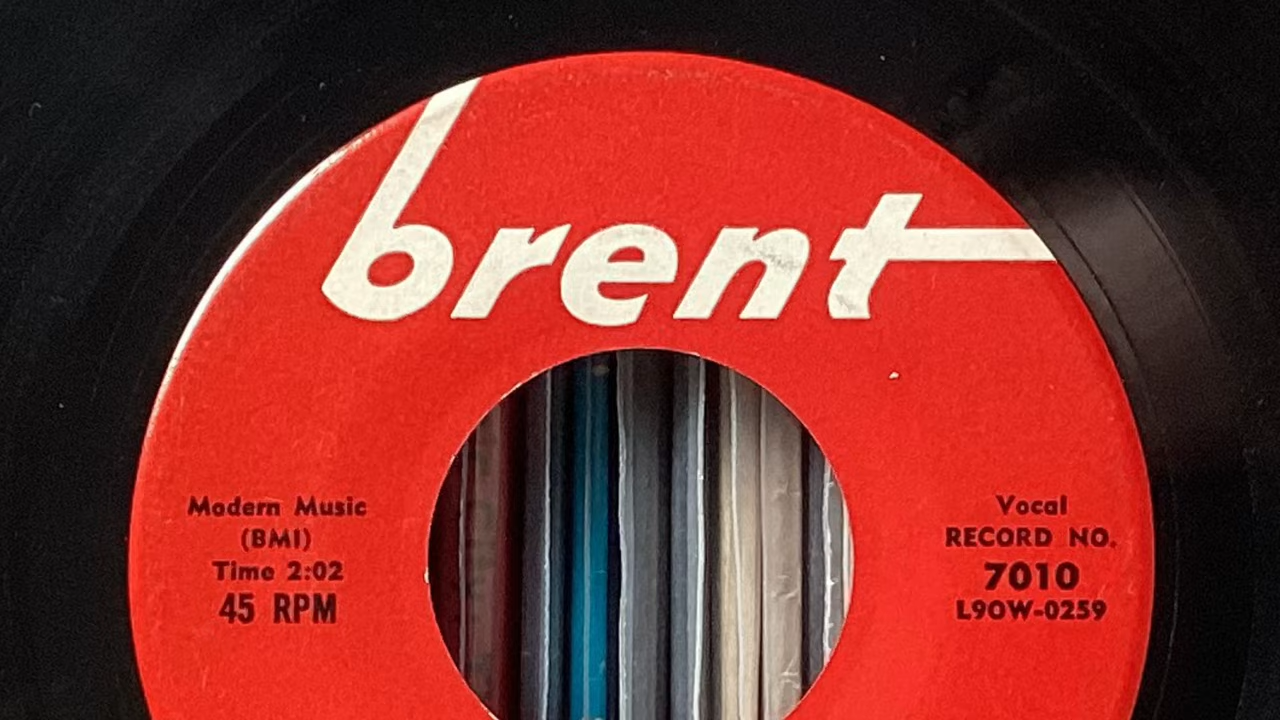 brent
Modern Music
(BMI)
Time 2:02
45 RPM
Vocal
RECORD NO.
7010
L9OW-0259